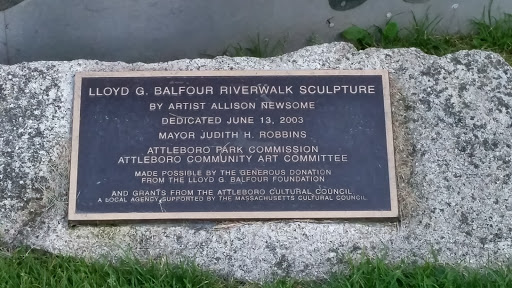 LLOYD G. BALFOUR RIVERWALK SCULPTURE
BY ARTIST ALLISON NEWSOME
DEDICATED JUNE 13, 2003
MAYOR JUDITH H. ROBBINS
ATTLEBORO PARK COMMISSION
ATTLEBORO COMMUNITY ART COMMITTEE
MADE POSSIBLE BY THE GENEROUS DONATION
FROM THE LLOYD G. BALFOUR FOUNDATION
AND GRANTS FROM THE ATTLEBORO CULTURAL COUNCIL
A LOCAL AGENCY SUPPORTED BY THE MASSACHUSETTS CULTURAL COUNCIL